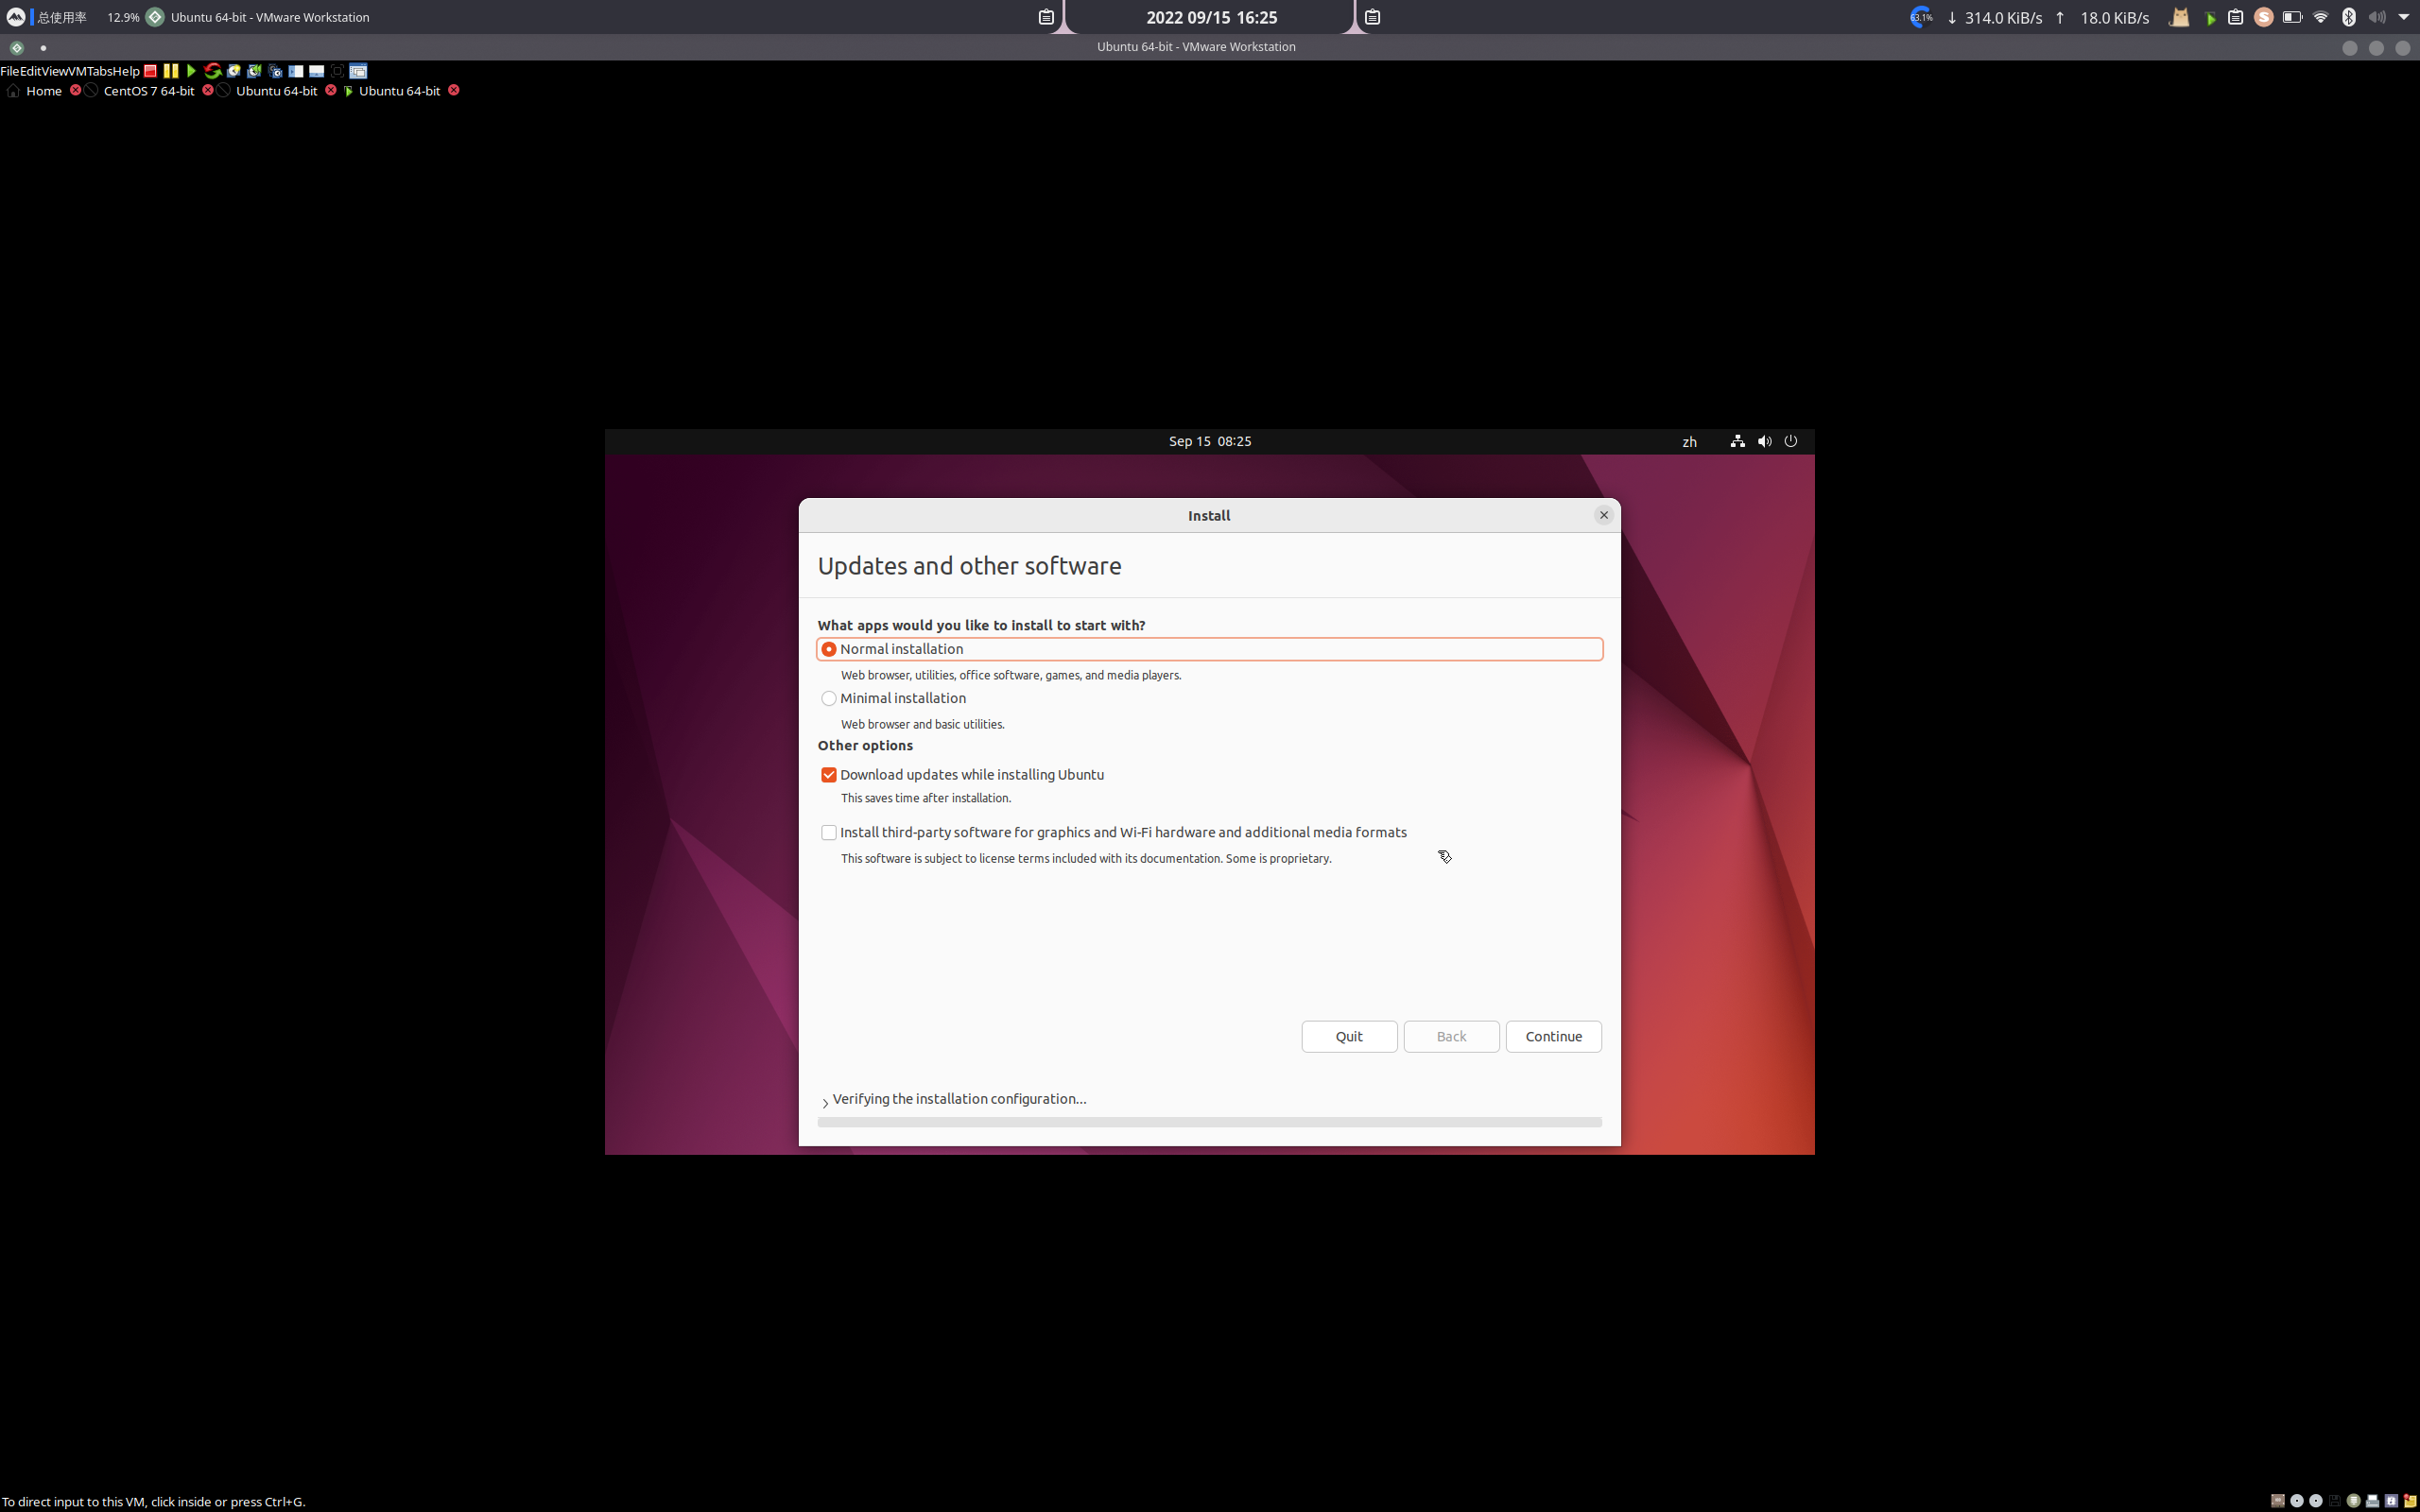 总使用率 12.9% Ubuntu 64-bit - VMware Workstation 2022 09/15 16:25 63.1% ↓ 314.0 KiB/s ↑ 18.0 KiB/s
Ubuntu 64-bit - VMware Workstation
FileEditViewVMTabsHelp
Home CentOS 7 64-bit Ubuntu 64-bit Ubuntu 64-bit
Sep 15 08:25 zh
Install
Updates and other software
What apps would you like to install to start with?
Normal installation
Web browser, utilities, office software, games, and media players.
Minimal installation
Web browser and basic utilities.
Other options
Download updates while installing Ubuntu
This saves time after installation.
Install third-party software for graphics and Wi-Fi hardware and additional media formats
This software is subject to license terms included with its documentation. Some is proprietary.
Quit Back Continue
Verifying the installation configuration...
To direct input to this VM, click inside or press Ctrl+G.